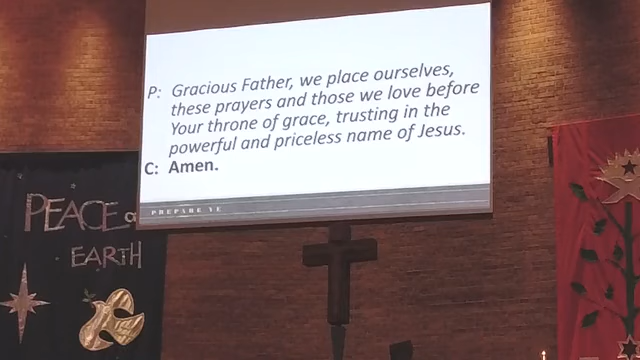 P: Gracious Father, we place ourselves,
these prayers and those we love before
Your throne of grace, trusting in the
powerful and priceless name of Jesus.
C: Amen.
PREPARE YE
PEACE on
EARTH